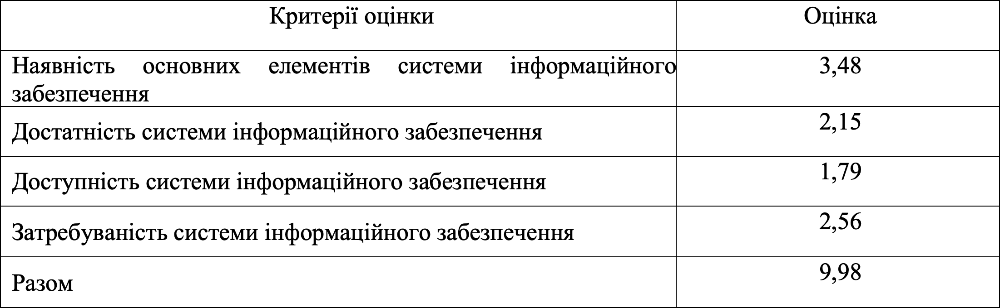 Критерії оцінки
Оцінка
Наявність основних елементів системи інформаційного
забезпечення
3,48
Достатність системи інформаційного забезпечення
2,15
Доступність системи інформаційного забезпечення
1,79
Затребуваність системи інформаційного забезпечення
2,56
Разом
9,98